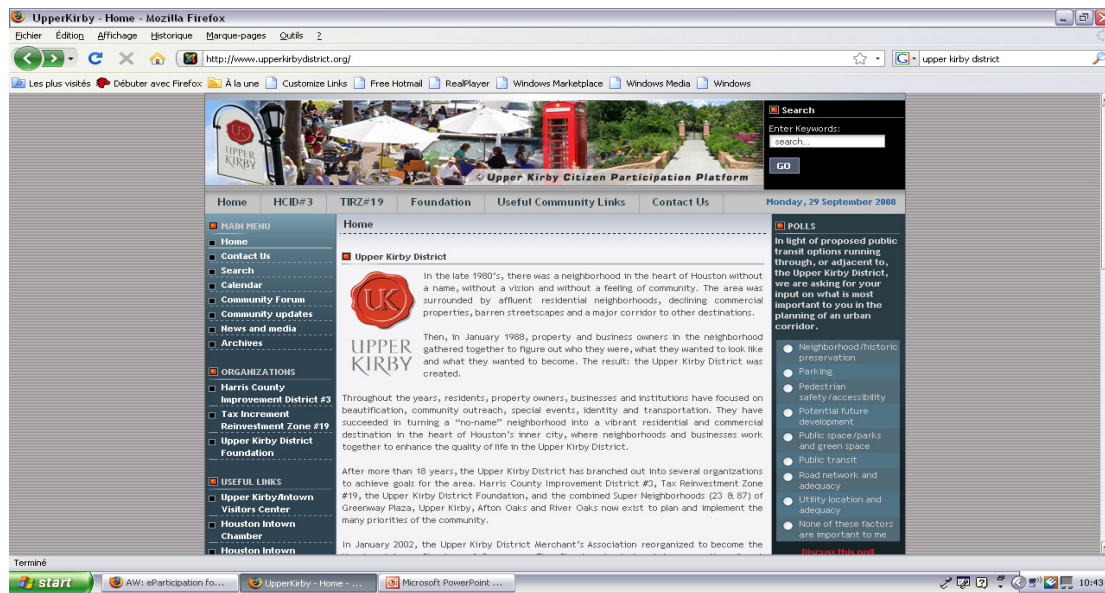 UpperKirby - Home - Mozilla Firefox
Fichier Édition Affichage Historique Marque-pages Outils ?
http://www.upperkirbydistrict.org/
upper kirby district
Les plus visités Débuter avec Firefox À la une Customize Links Free Hotmail RealPlayer Windows Marketplace Windows Media Windows
UK
UPPER
KIRBY
Upper Kirby Citizen Participation Platform
Search
Enter Keywords:
search...
GO
Home HCID#3 TIRZ#19 Foundation Useful Community Links Contact Us
Monday, 29 September 2008
MAIN MENU
Home
Contact Us
Search
Calendar
Community Forum
Community updates
News and media
Archives
ORGANIZATIONS
Harris County
Improvement District #3
Tax Increment
Reinvestment Zone #19
Upper Kirby District
Foundation
USEFUL LINKS
Upper Kirby/Intown
Visitors Center
Houston Intown
Chamber
Houston Intown
Home
Upper Kirby District
UK
UPPER
KIRBY
In the late 1980's, there was a neighborhood in the heart of Houston without
a name, without a vision and without a feeling of community. The area was
surrounded by affluent residential neighborhoods, declining commercial
properties, barren streetscapes and a major corridor to other destinations.
Then, in January 1988, property and business owners in the neighborhood
gathered together to figure out who they were, what they wanted to look like
and what they wanted to become. The result: the Upper Kirby District was
created.
Throughout the years, residents, property owners, businesses and institutions have focused on
beautification, community outreach, special events, identity and transportation. They have
succeeded in turning a "no-name" neighborhood into a vibrant residential and commercial
destination in the heart of Houston's inner city, where neighborhoods and businesses work
together to enhance the quality of life in the Upper Kirby District.
After more than 18 years, the Upper Kirby District has branched out into several organizations
to achieve goals for the area. Harris County Improvement District #3, Tax Reinvestment Zone
#19, the Upper Kirby District Foundation, and the combined Super Neighborhoods (23 & 87) of
Greenway Plaza, Upper Kirby, Afton Oaks and River Oaks now exist to plan and implement the
many priorities of the community.
In January 2002, the Upper Kirby District Merchant's Association reorganized to become the
POLLS
In light of proposed public
transit options running
through, or adjacent to,
the Upper Kirby District,
we are asking for your
input on what is most
important to you in the
planning of an urban
corridor.
Neighborhood/historic
preservation
Parking
Pedestrian
safety/accessibility
Potential future
development
Public space/parks
and green space
Public transit
Road network and
adequacy
Utility location and
adequacy
None of these factors
are important to me
Discuss this poll
Terminé
start
AW: eParticipation fo...
UpperKirby - Home - ...
Microsoft PowerPoint ...
10:43